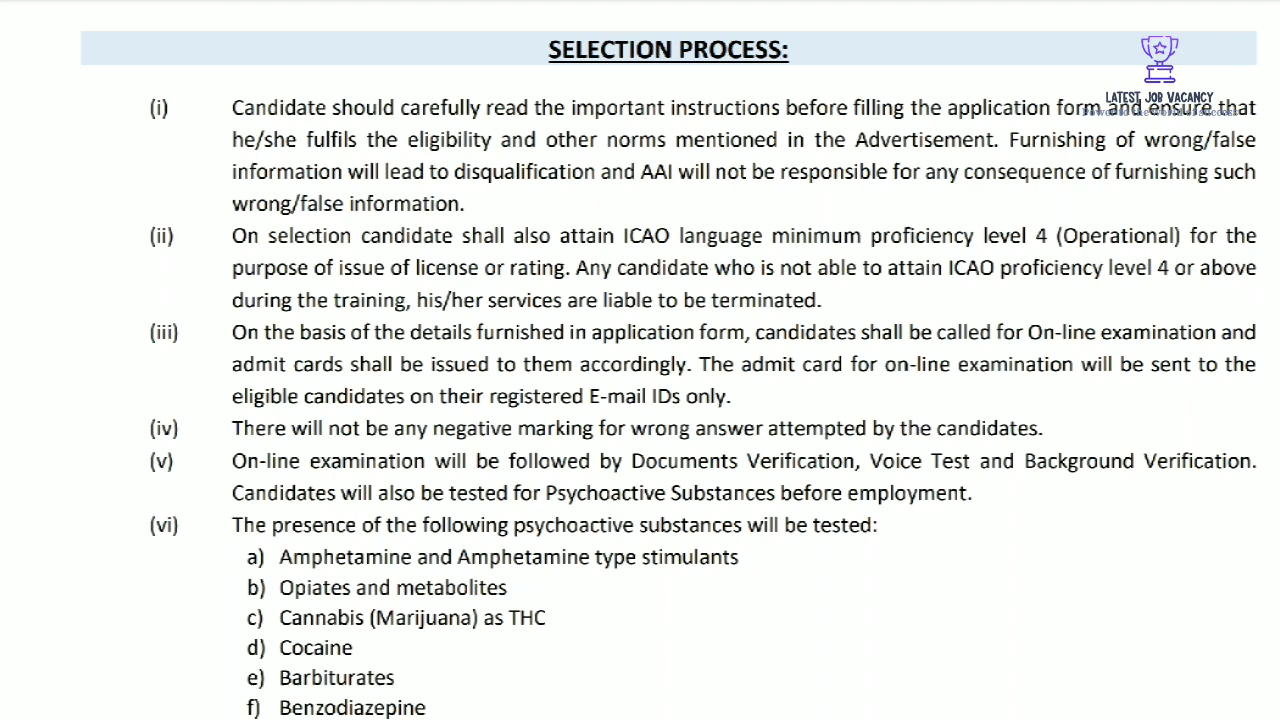 SELECTION PROCESS:
LATEST JOB VACANCY
Power to the World of Success
(i) Candidate should carefully read the important instructions before filling the application form and ensure that
he/she fulfils the eligibility and other norms mentioned in the Advertisement. Furnishing of wrong/false
information will lead to disqualification and AAI will not be responsible for any consequence of furnishing such
wrong/false information.
(ii) On selection candidate shall also attain ICAO language minimum proficiency level 4 (Operational) for the
purpose of issue of license or rating. Any candidate who is not able to attain ICAO proficiency level 4 or above
during the training, his/her services are liable to be terminated.
(iii) On the basis of the details furnished in application form, candidates shall be called for On-line examination and
admit cards shall be issued to them accordingly. The admit card for on-line examination will be sent to the
eligible candidates on their registered E-mail IDs only.
(iv) There will not be any negative marking for wrong answer attempted by the candidates.
(v) On-line examination will be followed by Documents Verification, Voice Test and Background Verification.
Candidates will also be tested for Psychoactive Substances before employment.
(vi) The presence of the following psychoactive substances will be tested:
a) Amphetamine and Amphetamine type stimulants
b) Opiates and metabolites
c) Cannabis (Marijuana) as THC
d) Cocaine
e) Barbiturates
f) Benzodiazepine